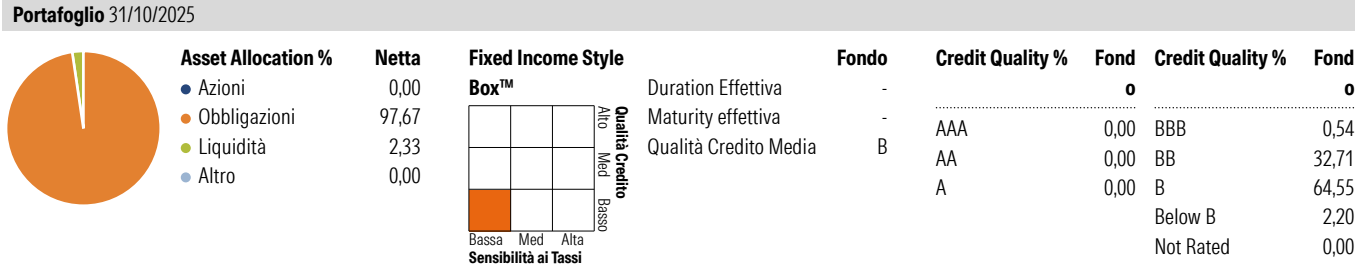 Portafoglio 31/10/2025
Asset Allocation % Netta
Azioni 0,00
Obbligazioni 97,67
Liquidità 2,33
Altro 0,00
Fixed Income Style
Box™
Alto Med Basso
Qualità Credito
Bassa Med Alta
Sensibilità ai Tassi
Fondo
Duration Effettiva -
Maturity effettiva -
Qualità Credito Media B
Credit Quality % Fond
o
AAA 0,00
AA 0,00
A 0,00
Credit Quality % Fond
o
BBB 0,54
BB 32,71
B 64,55
Below B 2,20
Not Rated 0,00